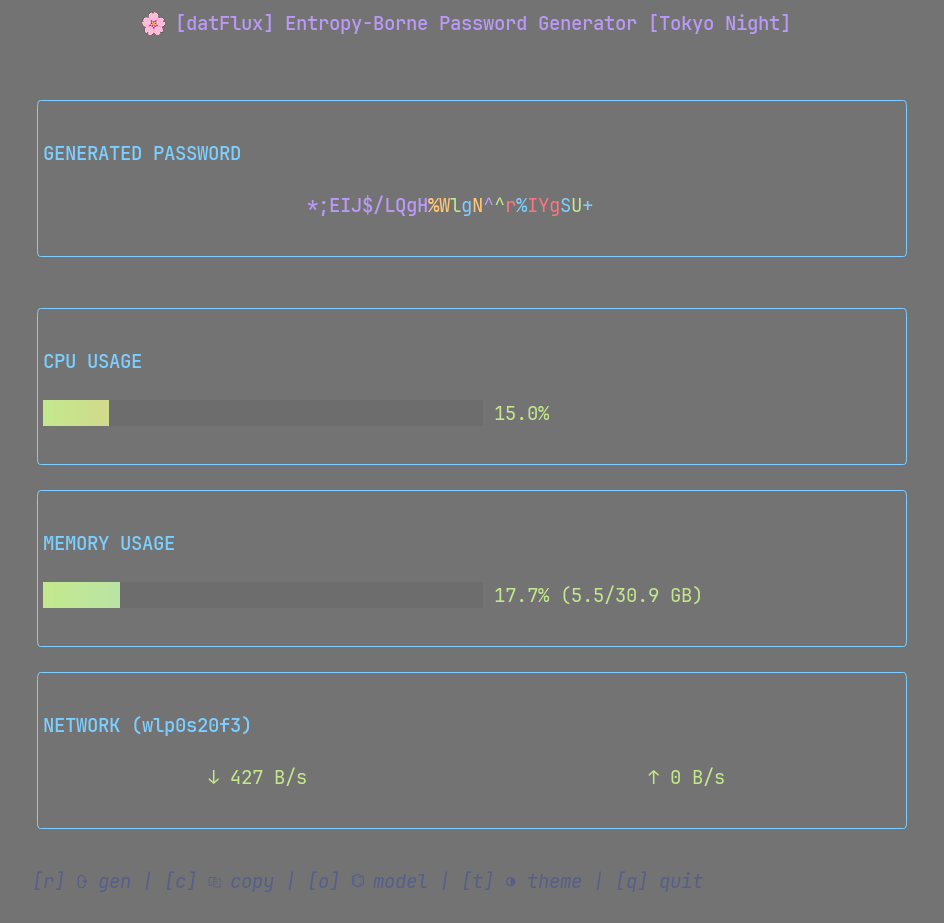 🌸 [datFlux] Entropy-Borne Password Generator [Tokyo Night]
GENERATED PASSWORD
*;EIJ$/LQgH%WlgN^^r%IYgSU+
CPU USAGE
15.0%
MEMORY USAGE
17.7% (5.5/30.9 GB)
NETWORK (wlp0s20f3)
↓ 427 B/s ↑ 0 B/s
[r] gen | [c] copy | [o] model | [t] theme | [q] quit